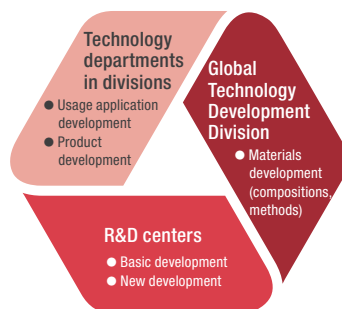 Technology
departments
in divisions
● Usage application
development
● Product
development
Global
Technology
Development
Division
● Materials
development
(compositions,
methods)
R&D centers
● Basic development
● New development